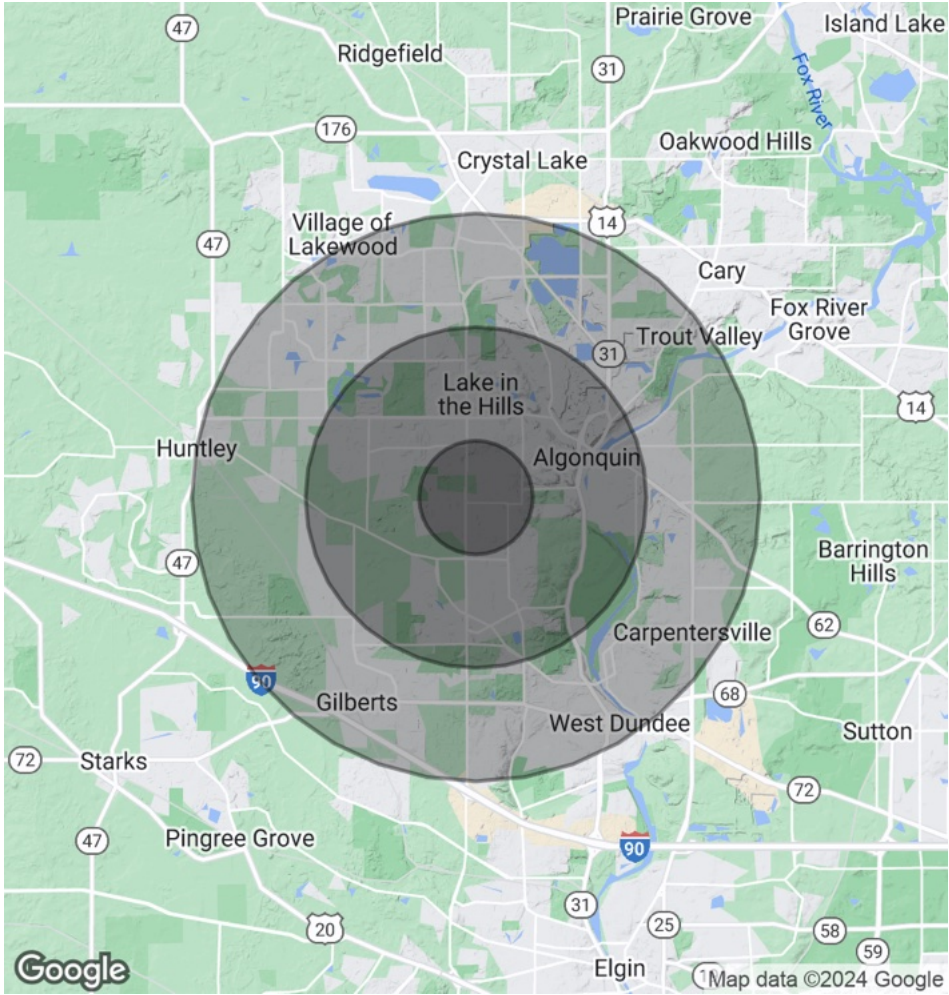 Prairie Grove
Island Lake
47
Ridgefield
31
Fox River
176
Oakwood Hills
Crystal Lake
14
Village of
Lakewood
47
Cary
Fox River
Grove
Trout Valley
31
Lake in
the Hills
14
Huntley
Algonquin
47
Barrington
Hills
62
Carpentersville
90
68
Gilberts
West Dundee
Sutton
72
Starks
72
47
Pingree Grove
90
31
25
20
58
59
Elgin
Google
Map data ©2024 Google